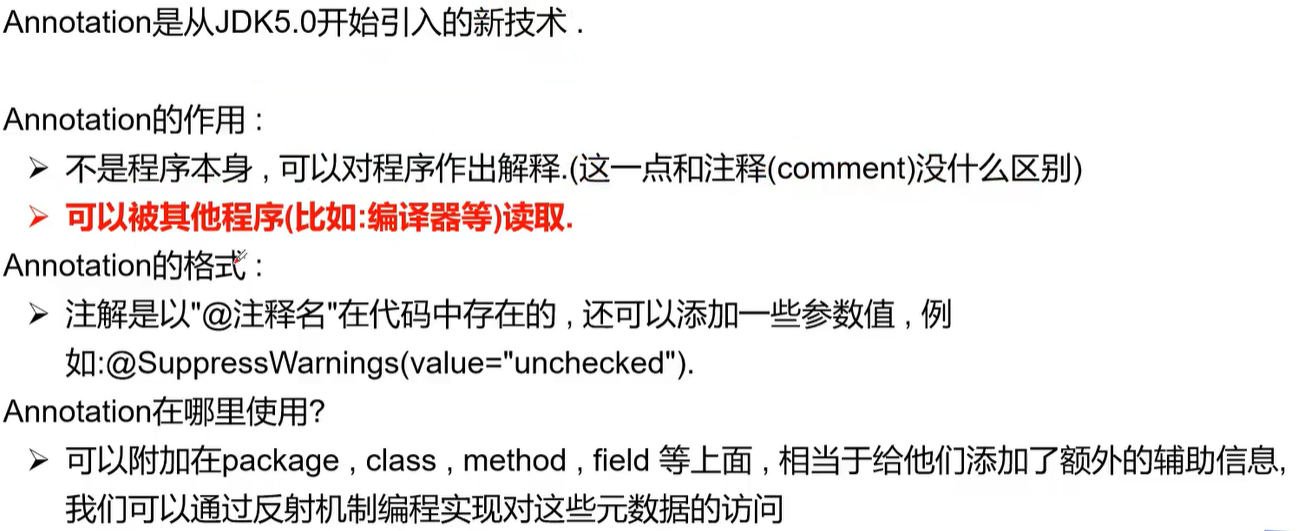 Annotation是从JDK5.0开始引入的新技术 .
Annotation的作用 :
➢ 不是程序本身 , 可以对程序作出解释.(这一点和注释(comment)没什么区别)
➢ 可以被其他程序(比如:编译器等)读取.
Annotation的格式 :
➢ 注解是以"@注释名"在代码中存在的 , 还可以添加一些参数值 , 例
如:@SuppressWarnings(value="unchecked").
Annotation在哪里使用?
➢ 可以附加在package , class , method , field 等上面 , 相当于给他们添加了额外的辅助信息,
我们可以通过反射机制编程实现对这些元数据的访问